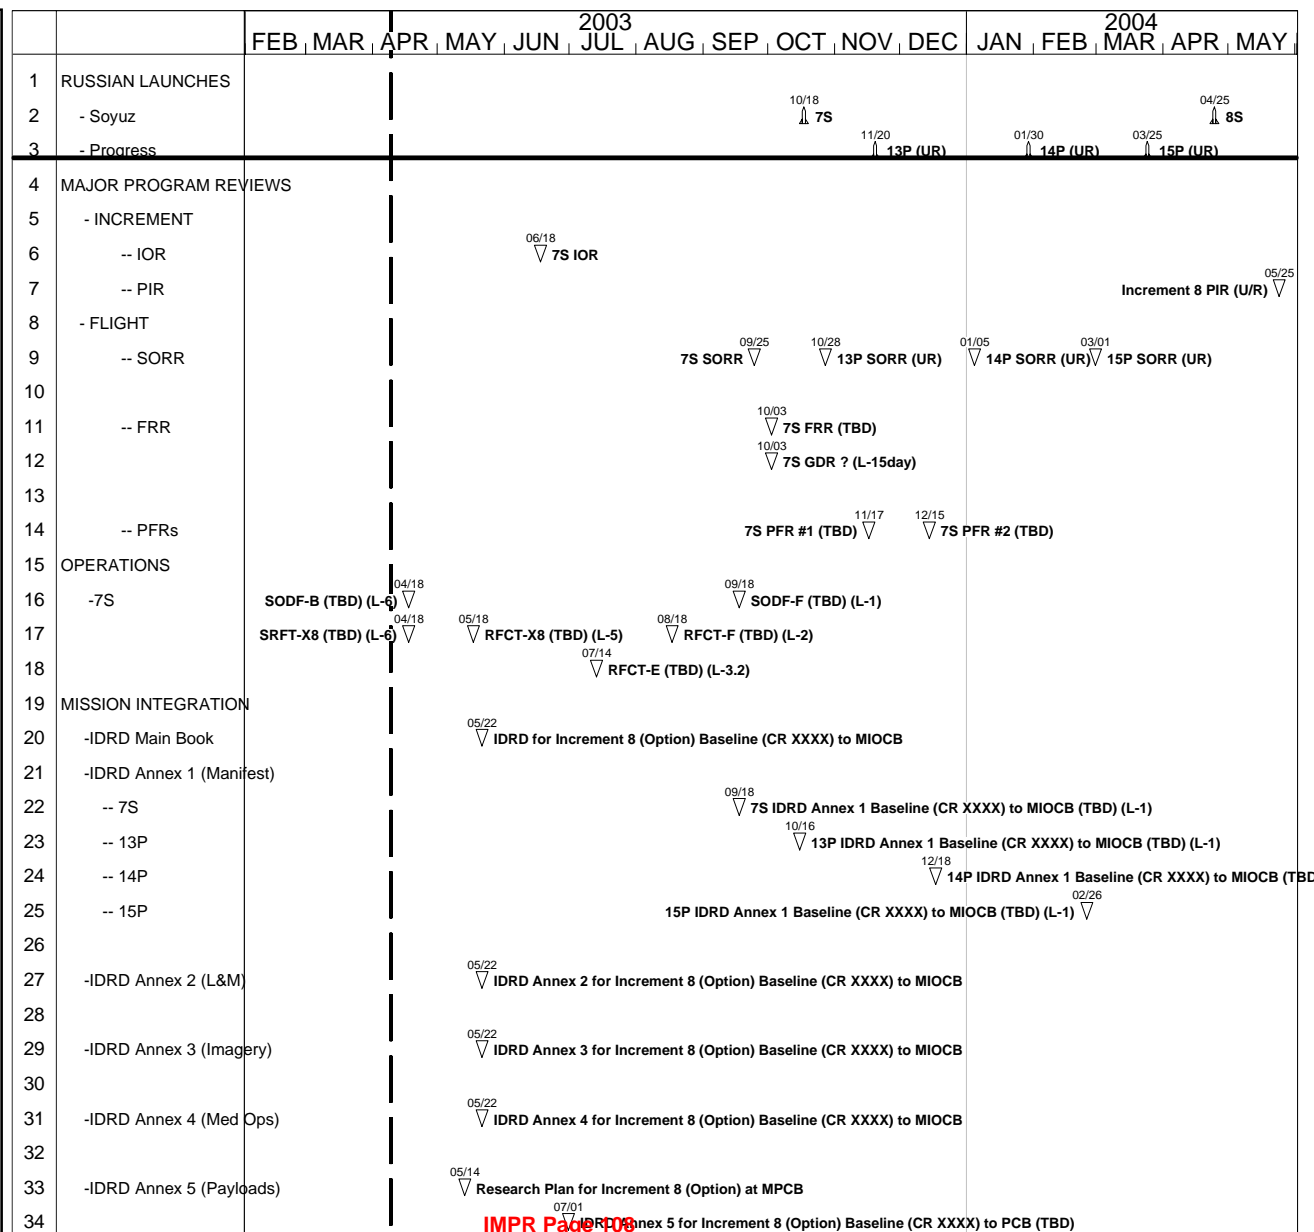 2003 2004
FEB MAR APR MAY JUN JUL AUG SEP OCT NOV DEC JAN FEB MAR APR MAY
1 RUSSIAN LAUNCHES
10/18 04/25
2 - Soyuz 7S 8S
11/20 01/30 03/25
3 - Progress 13P (UR) 14P (UR) 15P (UR)
4 MAJOR PROGRAM REVIEWS
5 - INCREMENT
06/18
6 -- IOR 7S IOR
05/25
7 -- PIR Increment 8 PIR (U/R)
8 - FLIGHT
09/25 10/28 01/05 03/01
9 -- SORR 7S SORR 13P SORR (UR) 14P SORR (UR) 15P SORR (UR)
10
10/03
11 -- FRR 7S FRR (TBD)
10/03
12 7S GDR ? (L-15day)
13
11/17 12/15
14 -- PFRs 7S PFR #1 (TBD) 7S PFR #2 (TBD)
15 OPERATIONS
04/18 09/18
16 -7S SODF-B (TBD) (L-6) SODF-F (TBD) (L-1)
04/18 05/18 08/18
17 SRFT-X8 (TBD) (L-6) RFCT-X8 (TBD) (L-5) RFCT-F (TBD) (L-2)
07/14
18 RFCT-E (TBD) (L-3.2)
19 MISSION INTEGRATION
05/22
20 -IDRD Main Book IDRD for Increment 8 (Option) Baseline (CR XXXX) to MIOCB
21 -IDRD Annex 1 (Manifest)
09/18
22 -- 7S 7S IDRD Annex 1 Baseline (CR XXXX) to MIOCB (TBD) (L-1)
10/16
23 -- 13P 13P IDRD Annex 1 Baseline (CR XXXX) to MIOCB (TBD) (L-1)
12/18
24 -- 14P 14P IDRD Annex 1 Baseline (CR XXXX) to MIOCB (TBD
02/26
25 -- 15P 15P IDRD Annex 1 Baseline (CR XXXX) to MIOCB (TBD) (L-1)
26
05/22
27 -IDRD Annex 2 (L&M) IDRD Annex 2 for Increment 8 (Option) Baseline (CR XXXX) to MIOCB
28
05/22
29 -IDRD Annex 3 (Imagery) IDRD Annex 3 for Increment 8 (Option) Baseline (CR XXXX) to MIOCB
30
05/22
31 -IDRD Annex 4 (Med Ops) IDRD Annex 4 for Increment 8 (Option) Baseline (CR XXXX) to MIOCB
32
05/14
33 -IDRD Annex 5 (Payloads) Research Plan for Increment 8 (Option) at MPCB
07/01
34 IDRD Annex 5 for Increment 8 (Option) Baseline (CR XXXX) to PCB (TBD)
IMPR Page 108